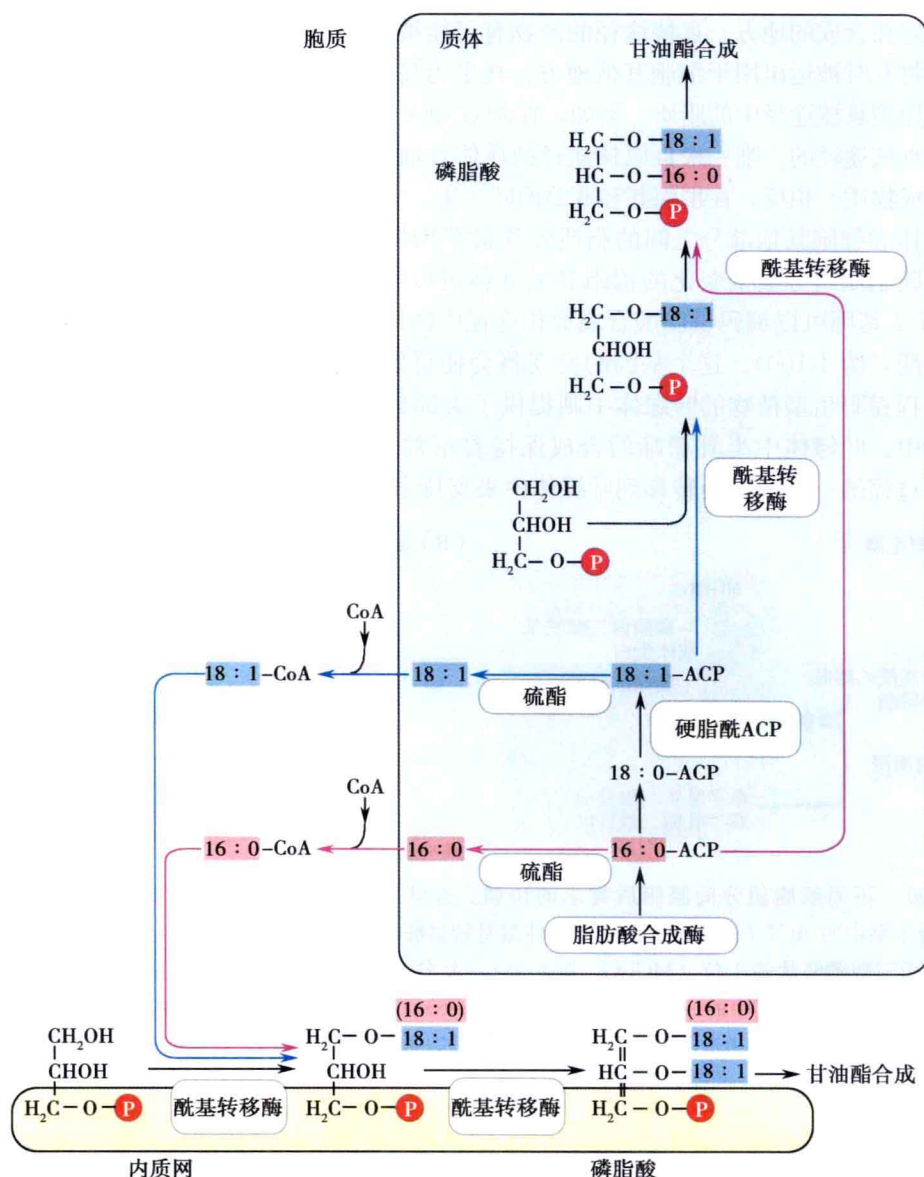 胞质
质体
甘油酯合成
磷脂酸
H₂C－O－18：1
HC－O－16：0
H₂C－O－P
酰基转移酶
H₂C－O－18：1
CHOH
H₂C－O－P
酰基转
移酶
CH₂OH
CHOH
H₂C－O－P
CoA
18：1－CoA
18：1
18：1－ACP
硫酯
硬脂酰ACP
18：0－ACP
CoA
16：0－CoA
16：0
16：0－ACP
硫酯
脂肪酸合成酶
CH₂OH
CHOH
H₂C－O－P
酰基转移酶
(16：0)
H₂C－O－18：1
CHOH
H₂C－O－P
酰基转移酶
(16：0)
H₂C－O－18：1
HC－O－18：1
H₂C－O－P
甘油酯合成
内质网
磷脂酸